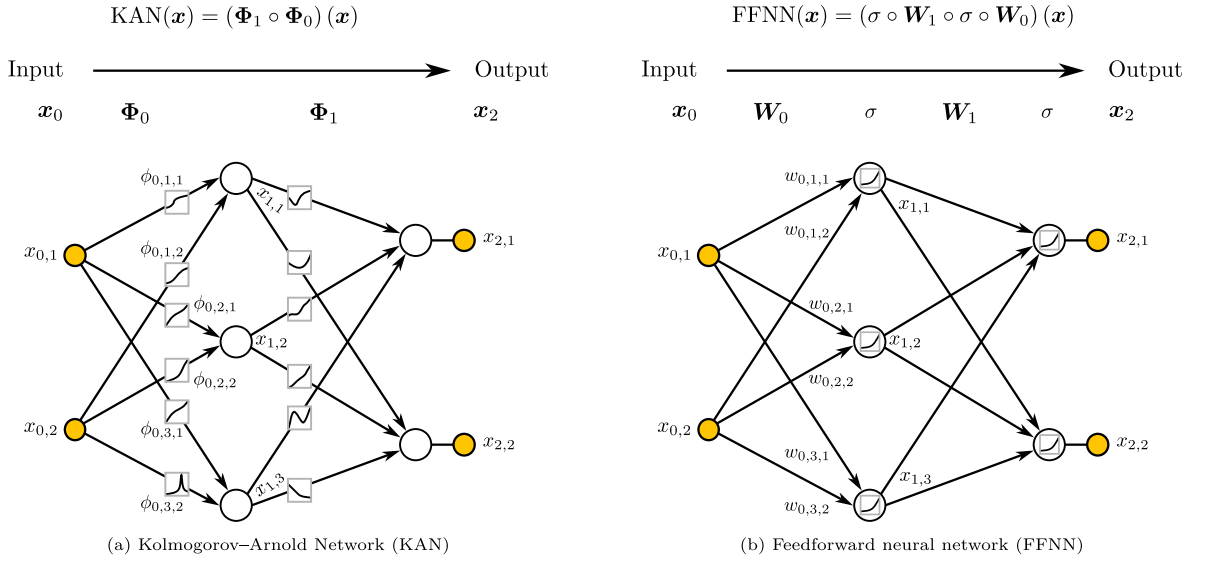 KAN(x) = (Φ₁ ∘ Φ₀) (x)
Input
Output
x₀
Φ₀
Φ₁
x₂
ϕ₀,₁,₁
x₁,₁
ϕ₀,₁,₂
x₀,₁
x₂,₁
ϕ₀,₂,₁
x₁,₂
ϕ₀,₂,₂
x₀,₂
ϕ₀,₃,₁
x₂,₂
x₁,₃
ϕ₀,₃,₂
(a) Kolmogorov–Arnold Network (KAN)
FFNN(x) = (σ ∘ W₁ ∘ σ ∘ W₀) (x)
Input
Output
x₀
W₀
σ
W₁
σ
x₂
w₀,₁,₁
x₁,₁
w₀,₁,₂
x₀,₁
x₂,₁
w₀,₂,₁
x₁,₂
w₀,₂,₂
x₀,₂
x₂,₂
w₀,₃,₁
x₁,₃
w₀,₃,₂
(b) Feedforward neural network (FFNN)